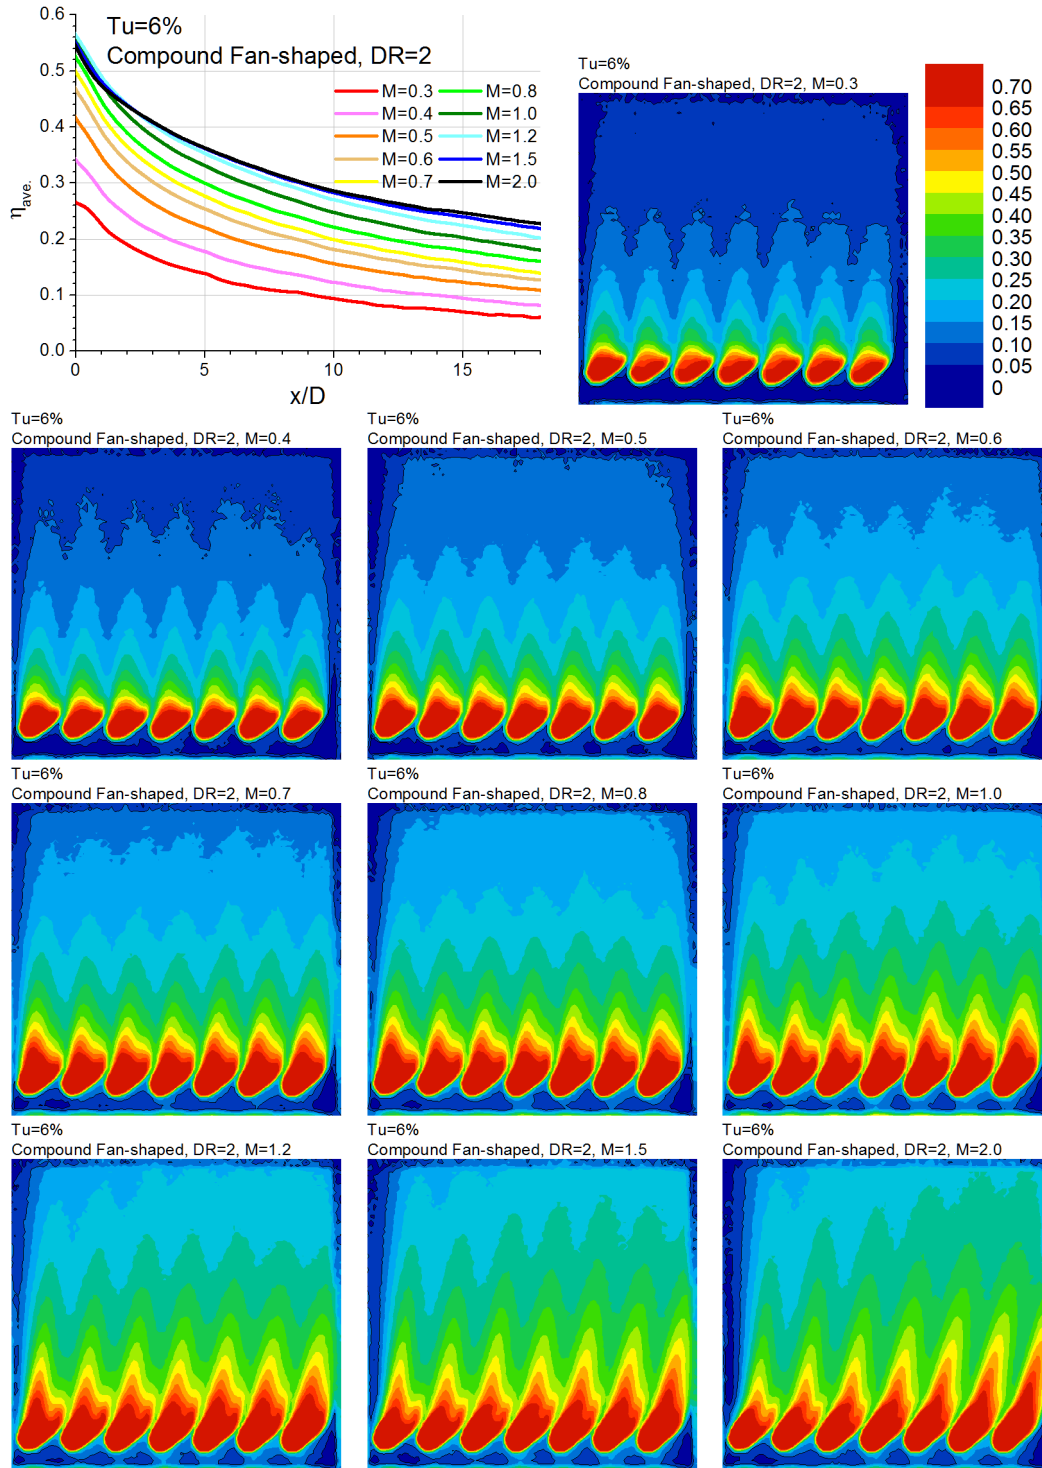 Tu=6%
Compound Fan-shaped, DR=2
0.6
0.5
0.4
0.3
0.2
0.1
0.0
η ave.
M=0.3 M=0.8
M=0.4 M=1.0
M=0.5 M=1.2
M=0.6 M=1.5
M=0.7 M=2.0
0 5 10 15
x/D
Tu=6%
Compound Fan-shaped, DR=2, M=0.3
0.70
0.65
0.60
0.55
0.50
0.45
0.40
0.35
0.30
0.25
0.20
0.15
0.10
0.05
0
Tu=6%
Compound Fan-shaped, DR=2, M=0.4
Tu=6%
Compound Fan-shaped, DR=2, M=0.5
Tu=6%
Compound Fan-shaped, DR=2, M=0.6
Tu=6%
Compound Fan-shaped, DR=2, M=0.7
Tu=6%
Compound Fan-shaped, DR=2, M=0.8
Tu=6%
Compound Fan-shaped, DR=2, M=1.0
Tu=6%
Compound Fan-shaped, DR=2, M=1.2
Tu=6%
Compound Fan-shaped, DR=2, M=1.5
Tu=6%
Compound Fan-shaped, DR=2, M=2.0